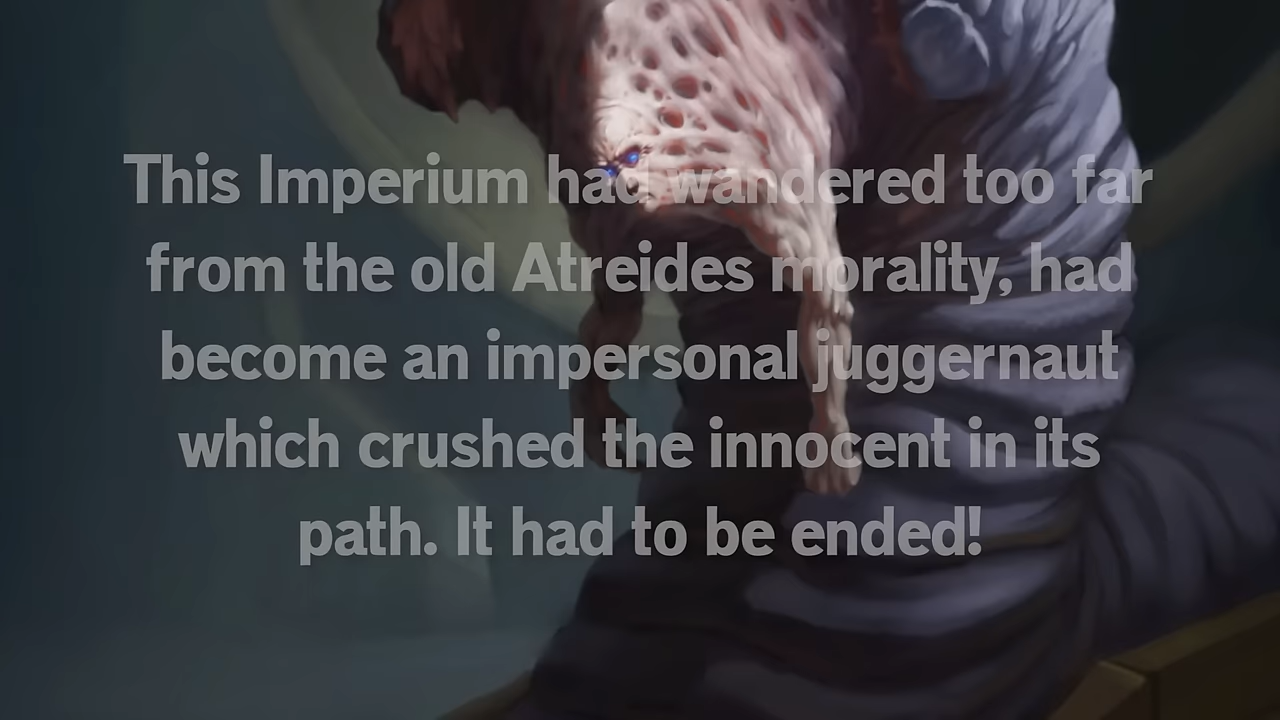 This Imperium had wandered too far
from the old Atreides morality, had
become an impersonal juggernaut
which crushed the innocent in its
path. It had to be ended!